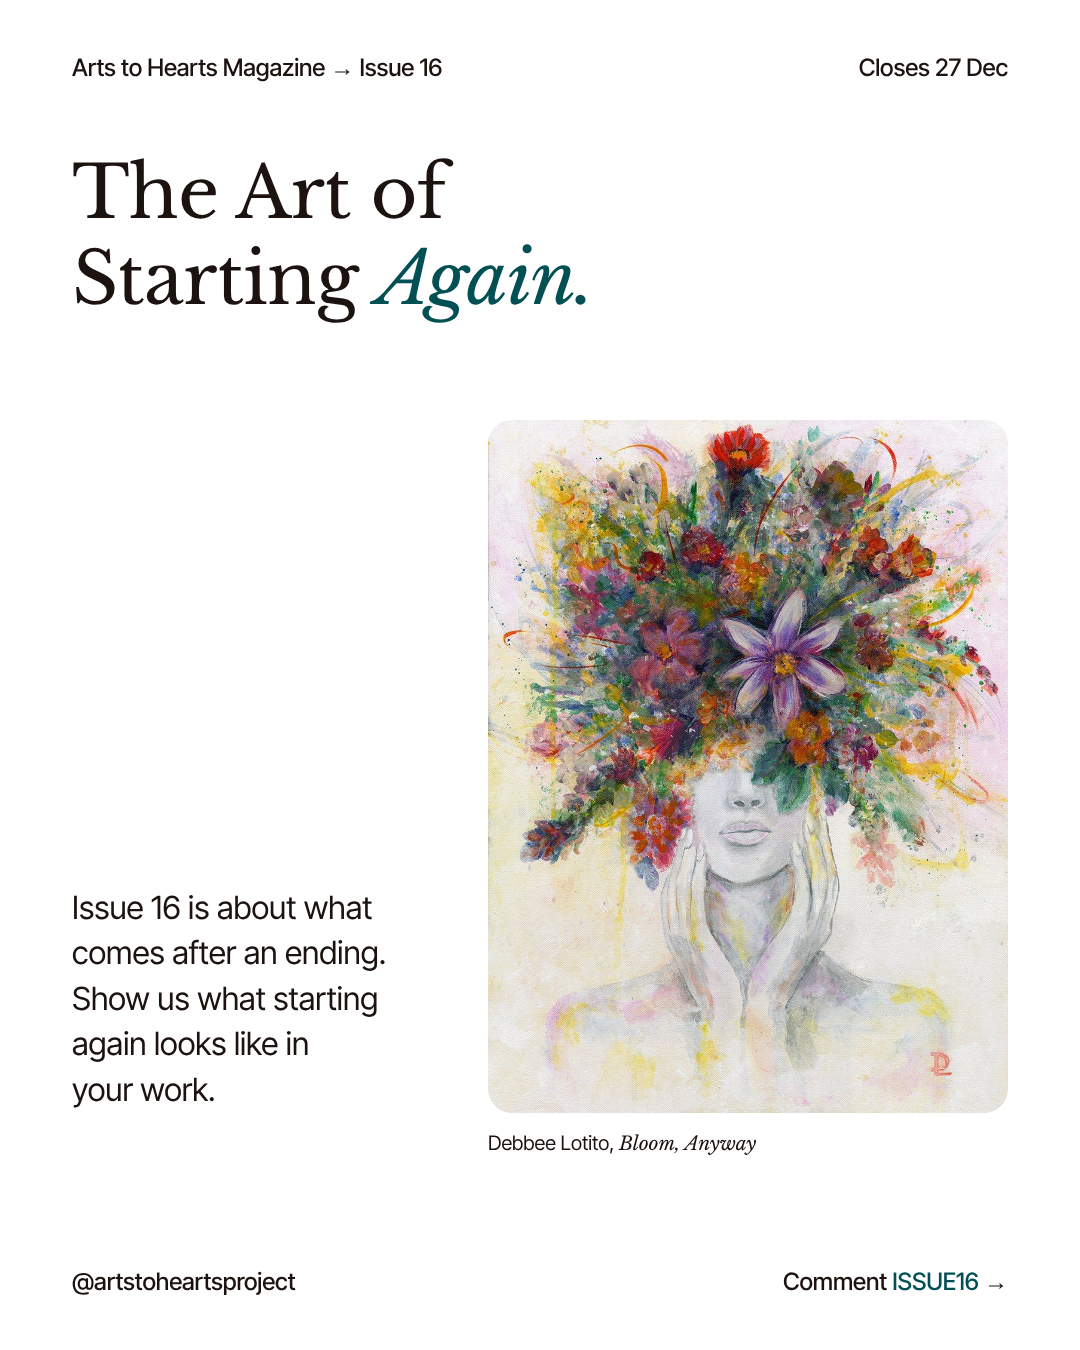 Arts to Hearts Magazine → Issue 16
Closes 27 Dec
The Art of
Starting Again.
Issue 16 is about what
comes after an ending.
Show us what starting
again looks like in
your work.
Debbee Lotito, Bloom, Anyway
@artstoheartsproject
Comment ISSUE16 →